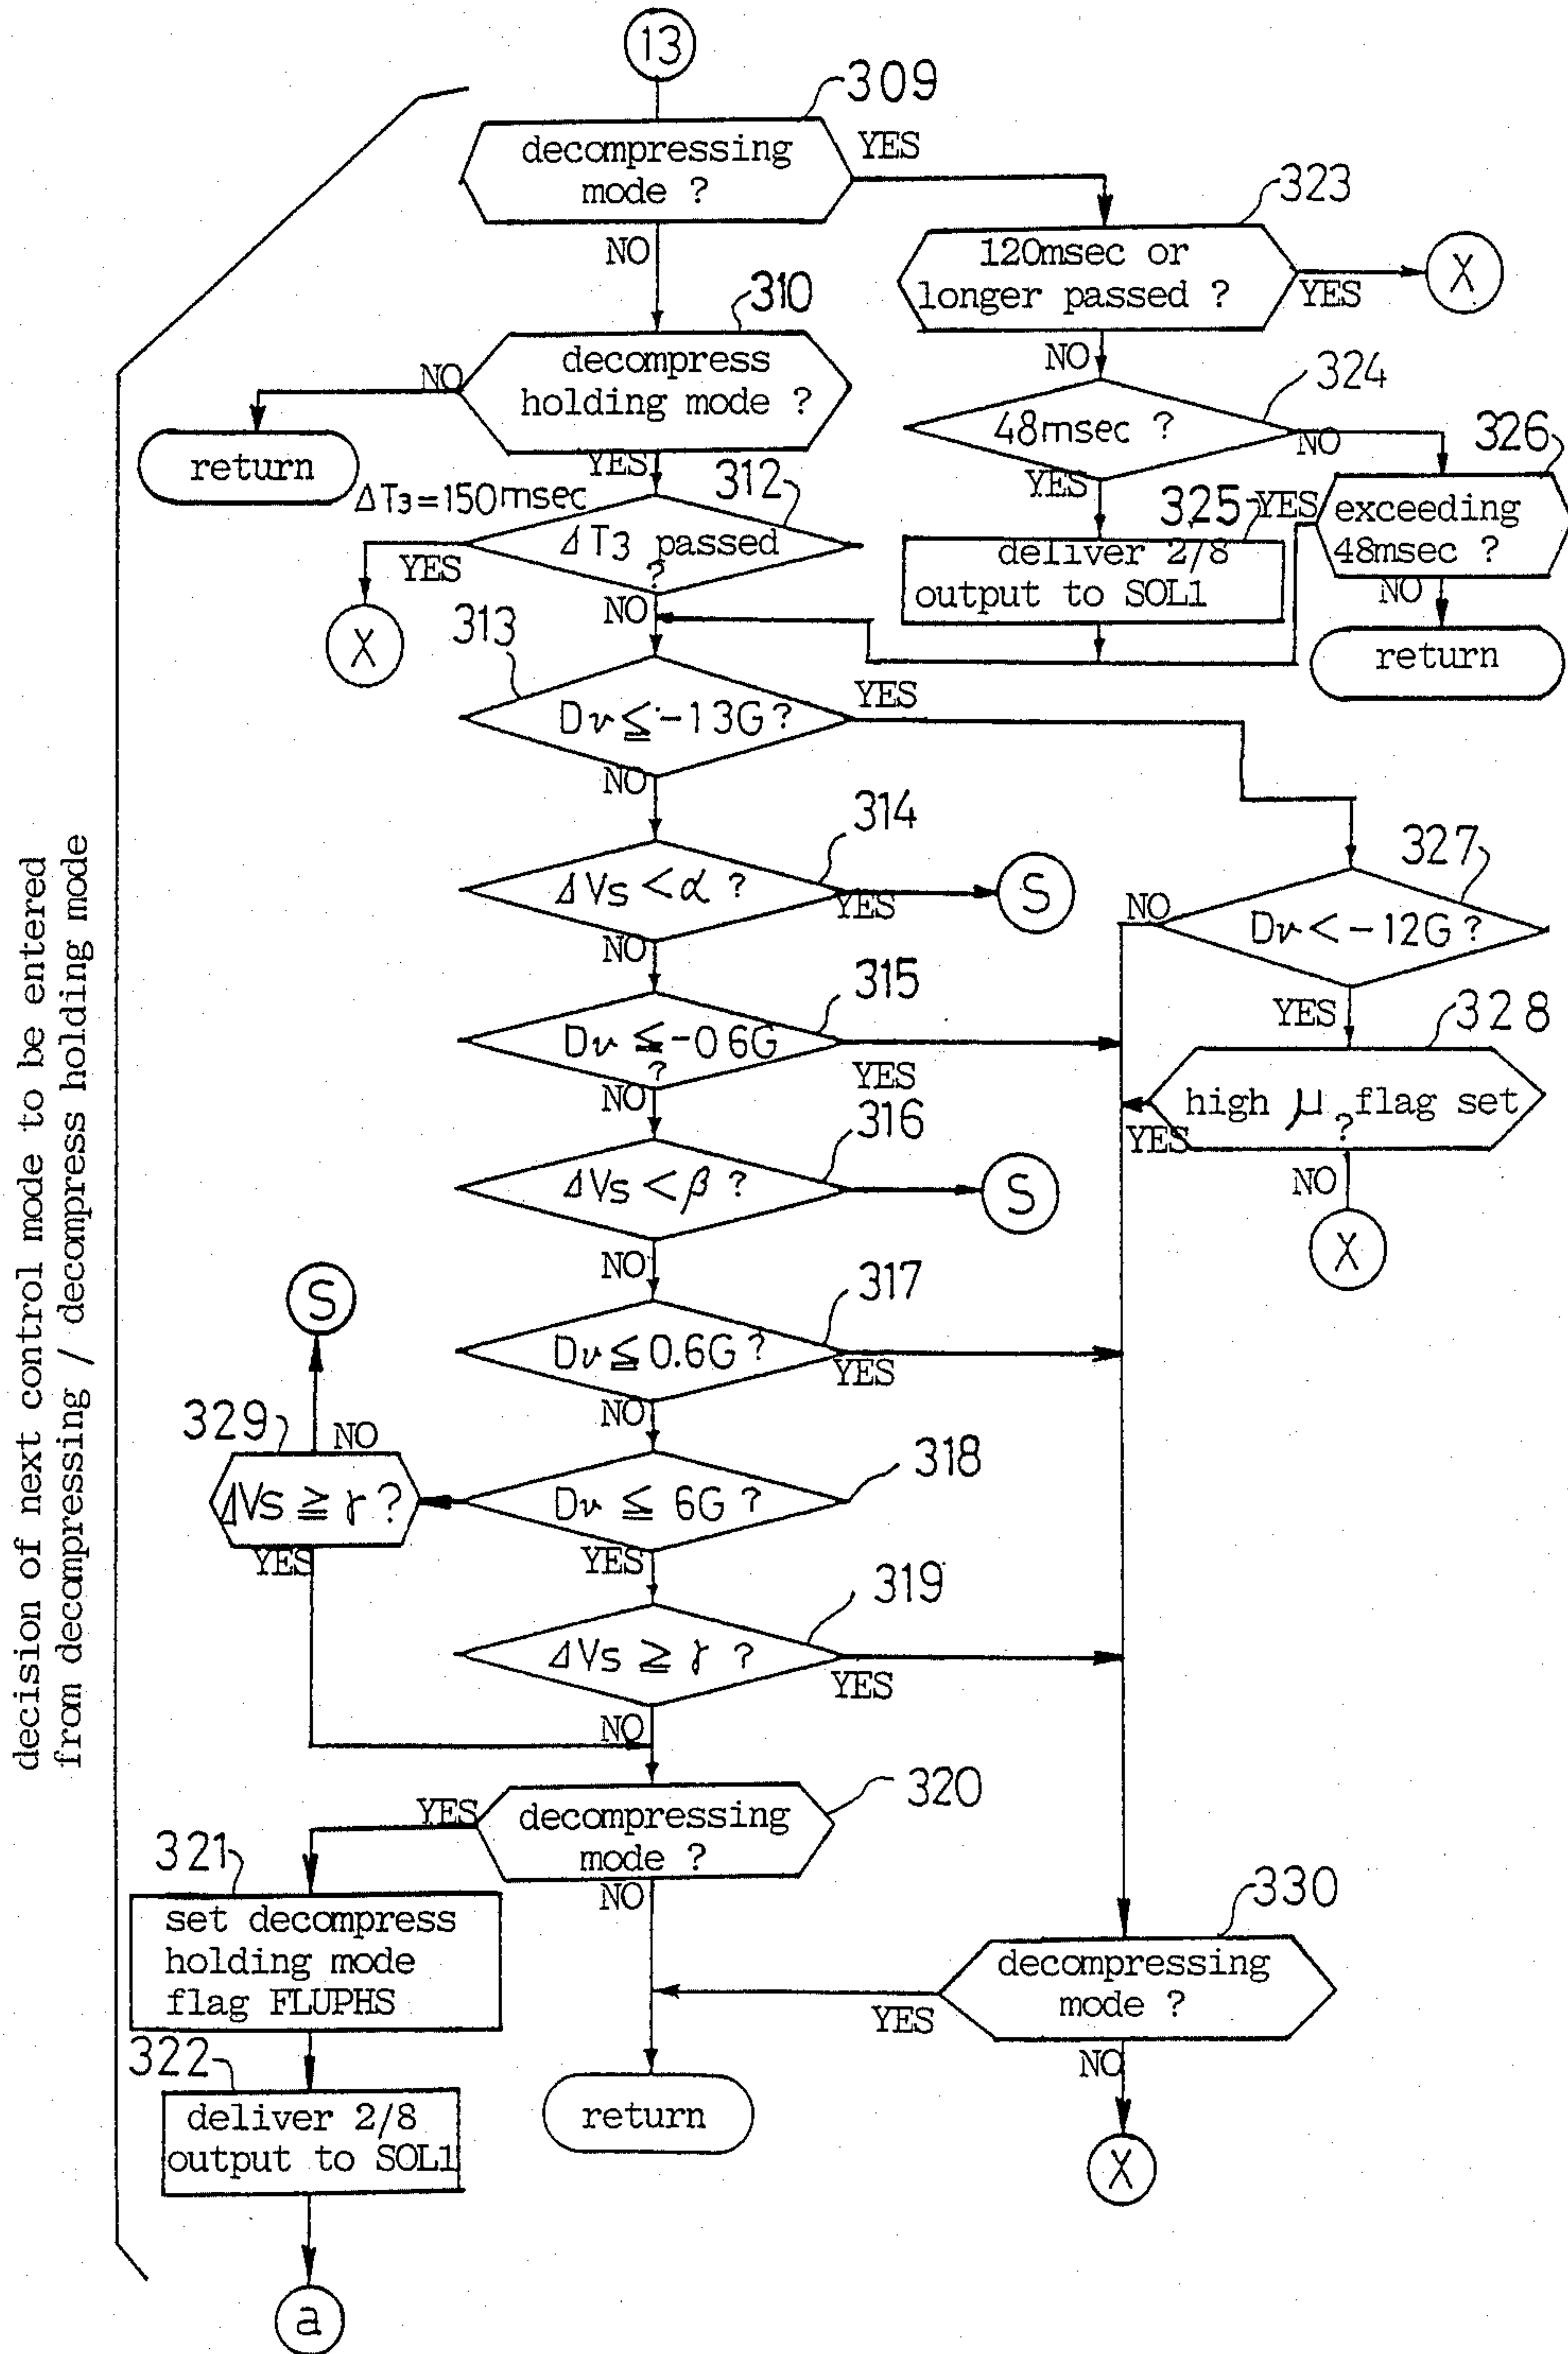 13
309
decompressing
mode ?
YES
NO
323
120msec or
longer passed ?
YES
X
NO
310
decompress
holding mode ?
NO
return
YES
324
48msec ?
NO
YES
326
exceeding
48msec ?
YES
NO
return
325
deliver 2/8
output to SOL1
ΔT3=150msec
312
ΔT3 passed
?
YES
X
NO
313
Dv≦-13G?
YES
NO
314
ΔVs<α ?
YES
S
NO
327
Dv<-12G?
NO
YES
315
Dv ≦-06G
?
YES
NO
328
high μ flag set
?
YES
NO
X
316
ΔVs<β ?
S
NO
317
Dv≦0.6G?
YES
NO
S
329
NO
ΔVs≧γ?
YES
318
Dv ≦ 6G?
YES
319
ΔVs ≧ γ ?
YES
NO
320
decompressing
mode ?
YES
NO
321
set decompress
holding mode
flag FLUPHS
330
decompressing
mode ?
YES
NO
X
322
deliver 2/8
output to SOL1
return
a
decision of next control mode to be entered
from decompressing / decompress holding mode